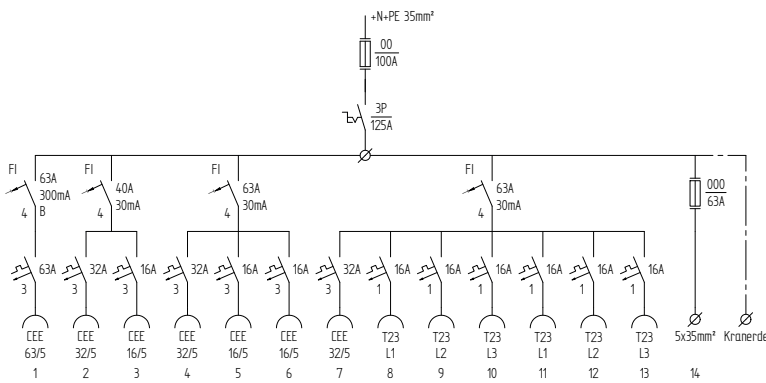 +N+PE 35mm²
00
100A
3P
125A
FI
63A
300mA
B
4
FI
40A
30mA
4
FI
63A
30mA
4
FI
63A
30mA
4
000
63A
63A
3
32A
3
16A
3
32A
3
16A
3
16A
3
32A
3
16A
1
16A
1
16A
1
16A
1
16A
1
16A
1
CEE CEE CEE CEE CEE CEE CEE T23 T23 T23 T23 T23 T23 5x35mm² Kranerde
63/5 32/5 16/5 32/5 16/5 16/5 32/5 L1 L2 L3 L1 L2 L3
1 2 3 4 5 6 7 8 9 10 11 12 13 14